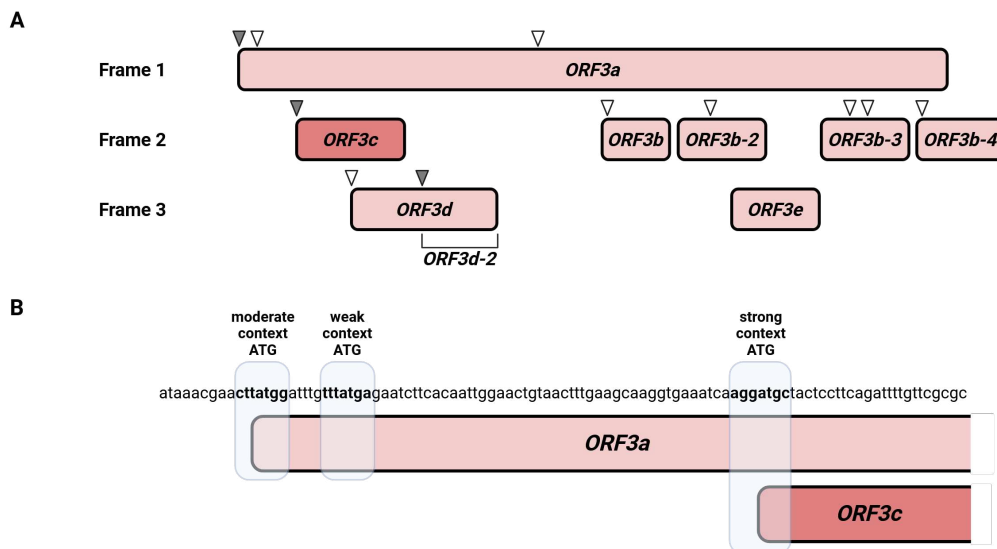 A
Frame 1
ORF3a
Frame 2
ORF3c
ORF3b
ORF3b-2
ORF3b-3
ORF3b-4
Frame 3
ORF3d
ORF3e
ORF3d-2
B
moderate
context
ATG
weak
context
ATG
strong
context
ATG
ataaacgaacttatggatttgtttatgagaatcttcacaattggaactgtaactttgaagcaaggtgaaatcaaggatgctactccttcagattttgttcgcgc
ORF3a
ORF3c